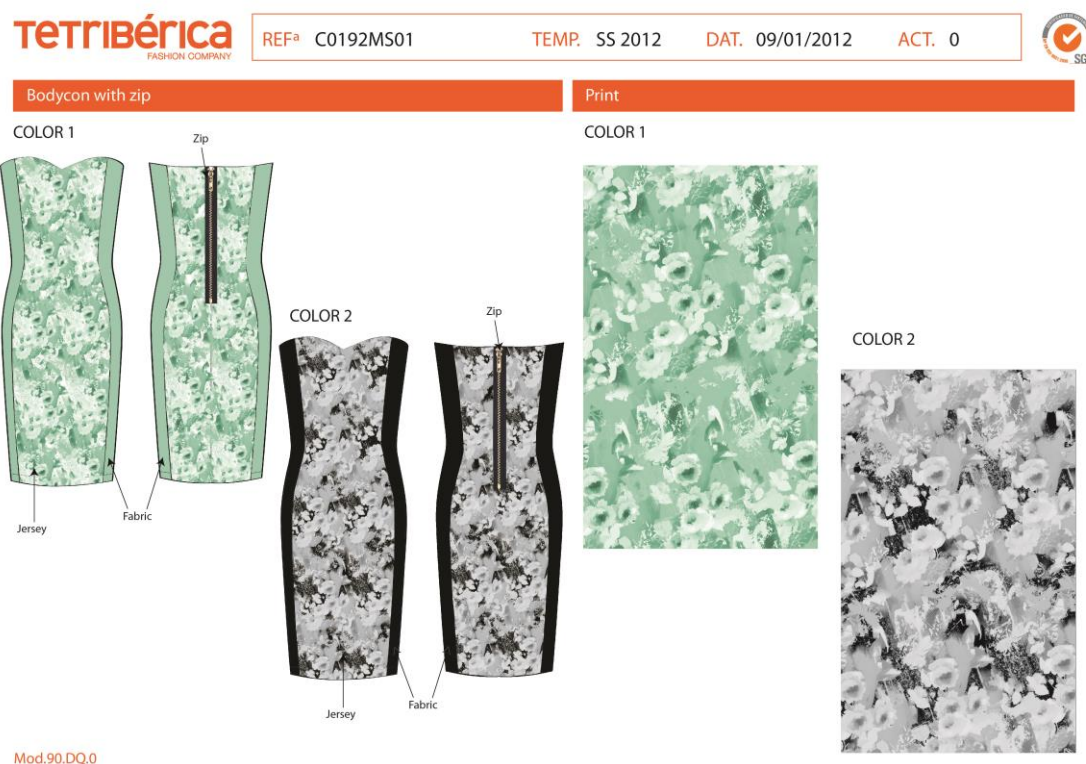 TETRIBÉRICA
FASHION COMPANY
REFª C0192MS01 TEMP. SS 2012 DAT. 09/01/2012 ACT. 0
SG
Bodycon with zip
Print
COLOR 1
Zip
COLOR 1
COLOR 2
Zip
COLOR 2
Jersey
Fabric
Jersey
Fabric
Mod.90.DQ.0